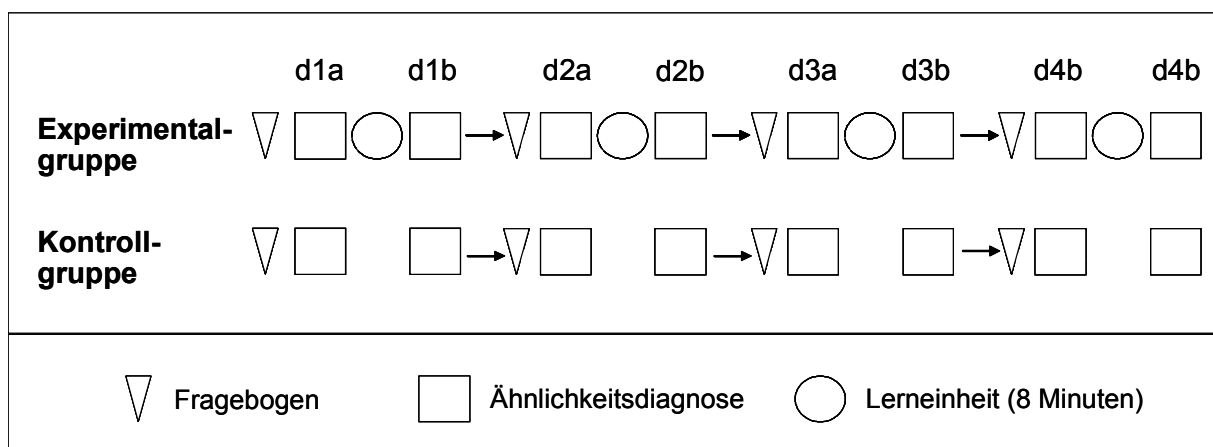 d1a d1b d2a d2b d3a d3b d4b d4b
Experimental-
gruppe
Kontroll-
gruppe
Fragebogen Ähnlichkeitsdiagnose Lerneinheit (8 Minuten)